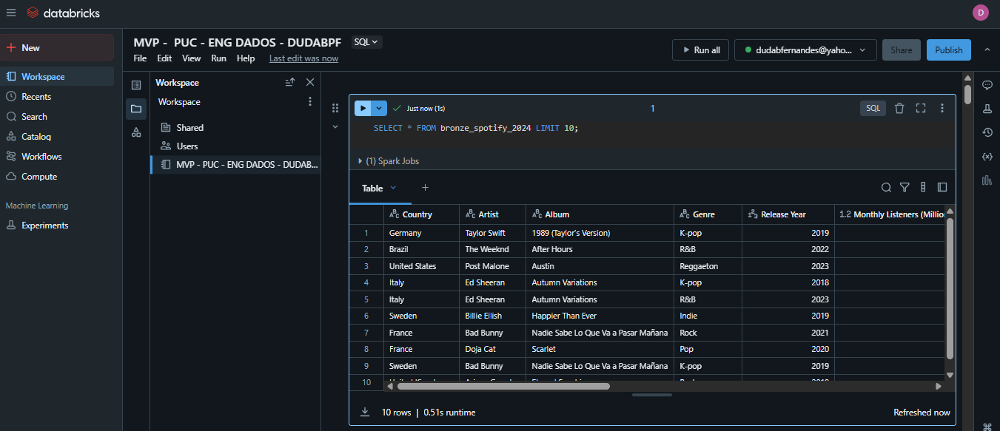 databricks
D
New
Workspace
Recents
Search
Catalog
Workflows
Compute
Machine Learning
Experiments
MVP - PUC - ENG DADOS - DUDABPF
SQL
File Edit View Run Help Last edit was now
Run all
dudabfernandes@yaho...
Share
Publish
Workspace
Workspace
Shared
Users
MVP - PUC - ENG DADOS - DUDAB...
Just now (1s)
1
SQL
SELECT * FROM bronze_spotify_2024 LIMIT 10;
(1) Spark Jobs
Table
Country Artist Album Genre Release Year 1.2 Monthly Listeners (Millio
1 Germany Taylor Swift 1989 (Taylor's Version) K-pop 2019
2 Brazil The Weeknd After Hours R&B 2022
3 United States Post Malone Austin Reggaeton 2023
4 Italy Ed Sheeran Autumn Variations K-pop 2018
5 Italy Ed Sheeran Autumn Variations R&B 2023
6 Sweden Billie Eilish Happier Than Ever Indie 2019
7 France Bad Bunny Nadie Sabe Lo Que Va a Pasar Mañana Rock 2021
8 France Doja Cat Scarlet Pop 2020
9 Sweden Bad Bunny Nadie Sabe Lo Que Va a Pasar Mañana K-pop 2019
10
10 rows | 0.51s runtime
Refreshed now